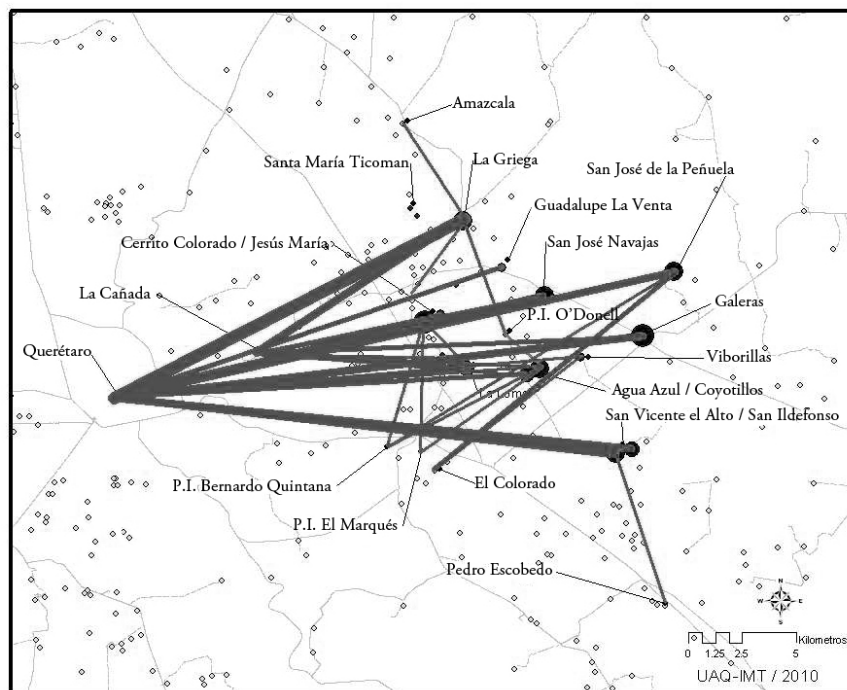 Amazcala
Santa María Ticoman
La Griega
San José de la Peñuela
Guadalupe La Venta
Cerrito Colorado / Jesús María
San José Navajas
La Cañada
Galeras
P.I. O'Donell
Querétaro
Viborillas
Agua Azul / Coyotillos
San Vicente el Alto / San Ildefonso
P.I. Bernardo Quintana
El Colorado
P.I. El Marqués
Pedro Escobedo
N
W E
S
Kilometros
0 1.25 2.5 5
UAQ-IMT / 2010